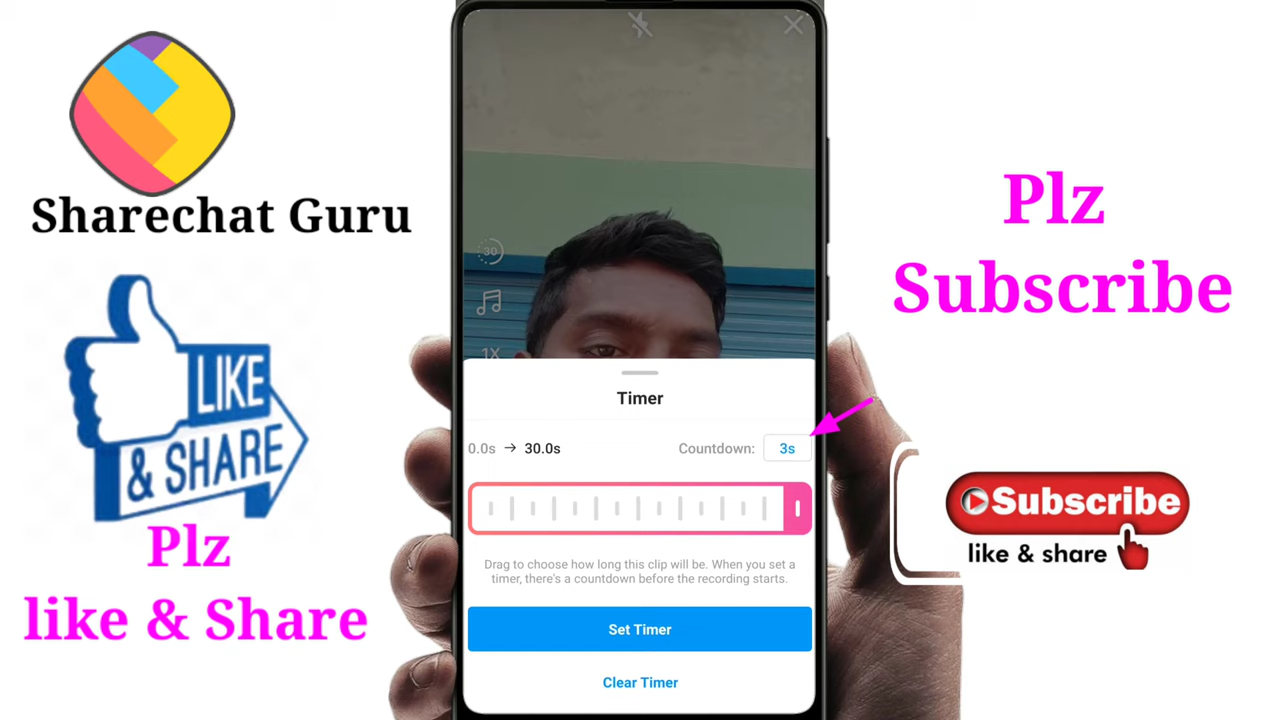 Sharechat Guru
LIKE
& SHARE
Plz
like & Share
30
1X
Timer
0.0s → 30.0s
Countdown: 3s
Drag to choose how long this clip will be. When you set a
timer, there's a countdown before the recording starts.
Set Timer
Clear Timer
Plz
Subscribe
Subscribe
like & share